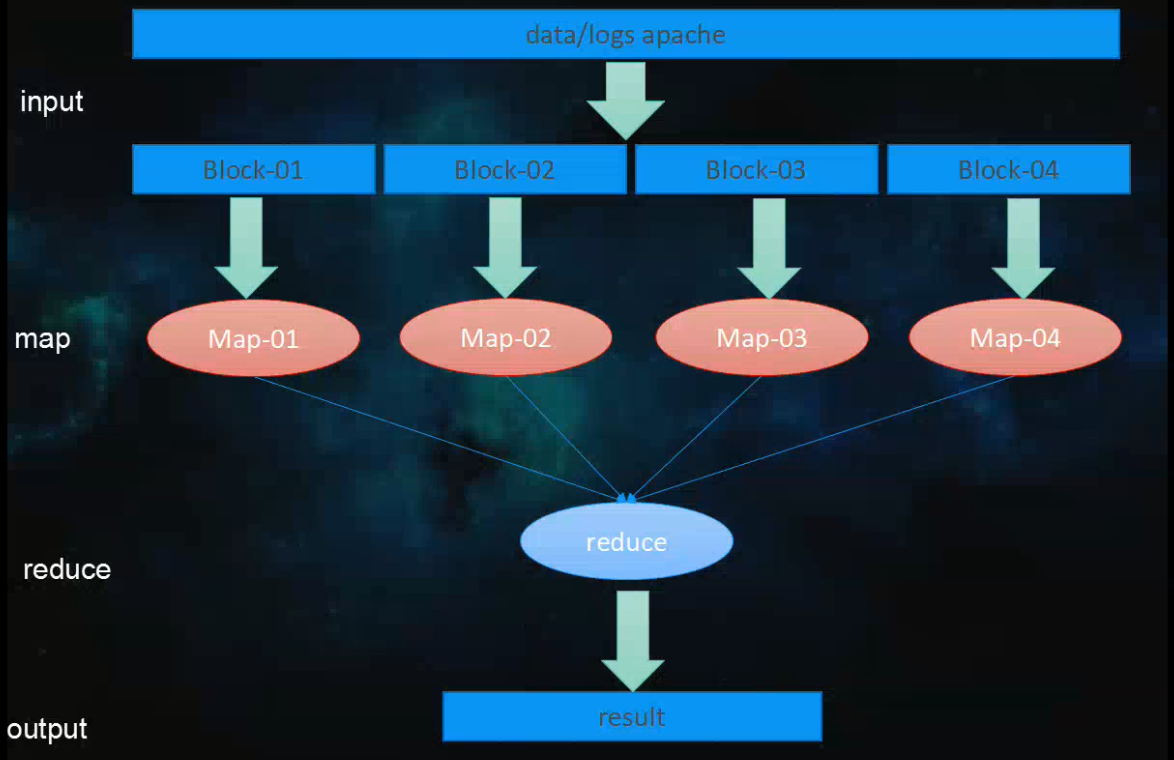 data/logs apache
input
Block-01
Block-02
Block-03
Block-04
map
Map-01
Map-02
Map-03
Map-04
reduce
reduce
result
output